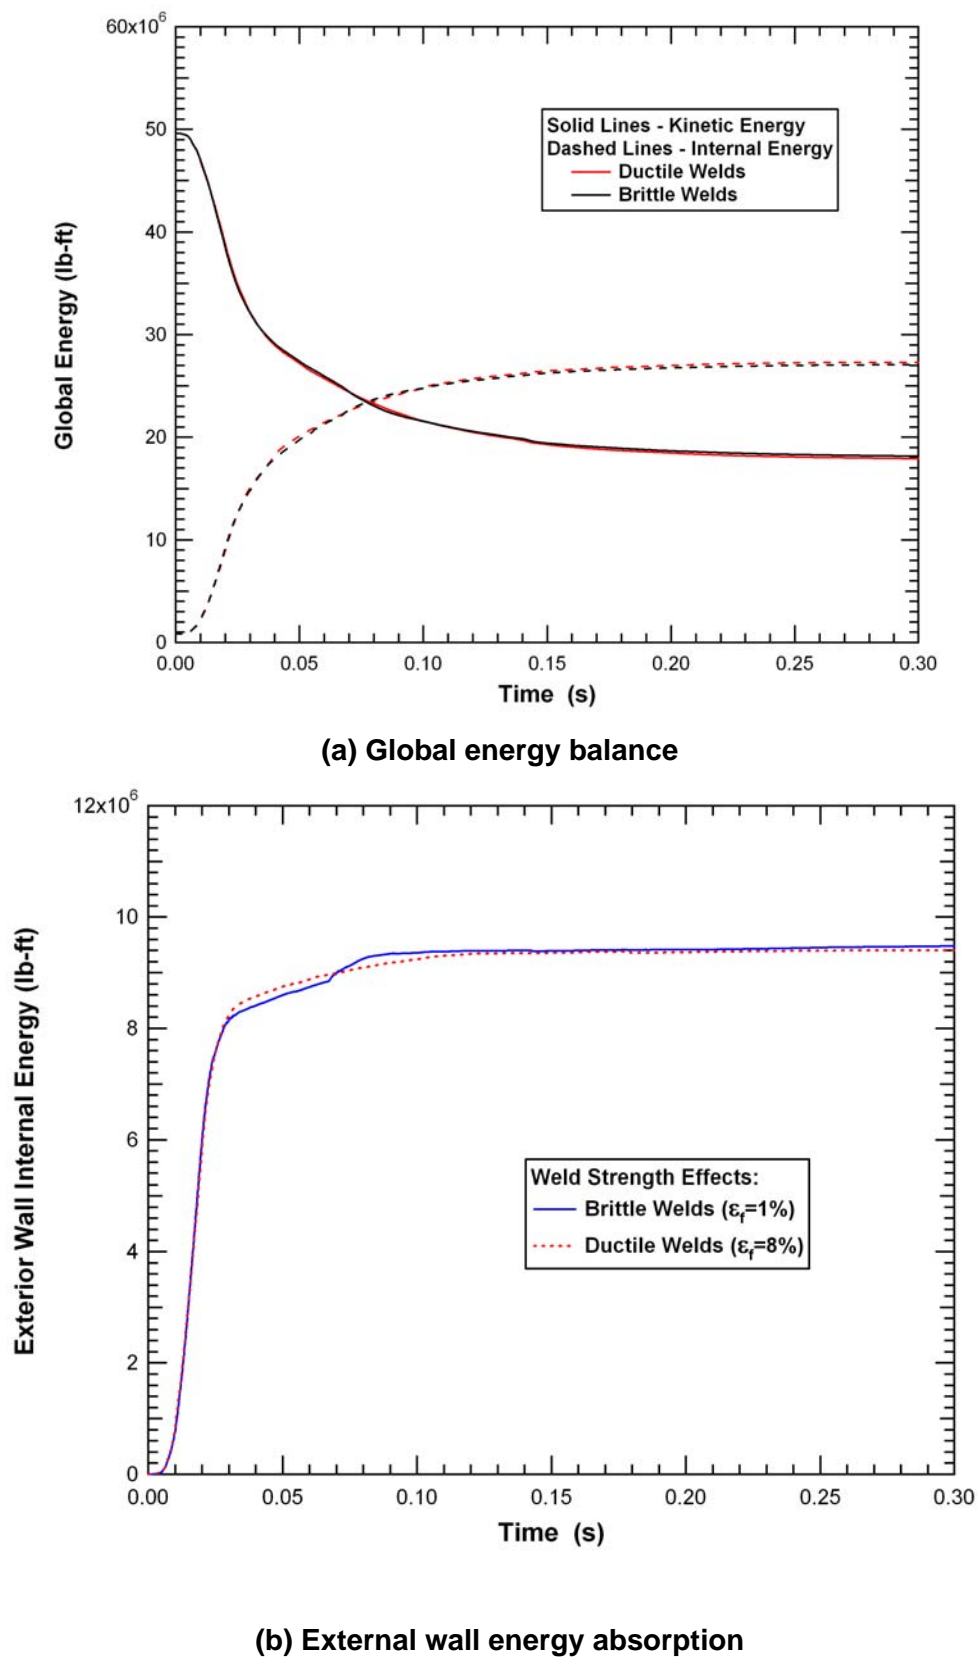 60x10⁶
50
40
30
20
10
0
Global Energy (lb-ft)
Solid Lines - Kinetic Energy
Dashed Lines - Internal Energy
Ductile Welds
Brittle Welds
0.00 0.05 0.10 0.15 0.20 0.25 0.30
Time (s)
(a) Global energy balance
12x10⁶
10
8
6
4
2
0
Exterior Wall Internal Energy (lb-ft)
Weld Strength Effects:
Brittle Welds (εf=1%)
Ductile Welds (εf=8%)
0.00 0.05 0.10 0.15 0.20 0.25 0.30
Time (s)
(b) External wall energy absorption